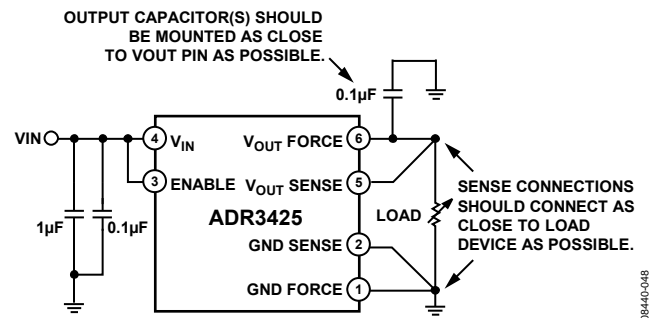 OUTPUT CAPACITOR(S) SHOULD
BE MOUNTED AS CLOSE
TO VOUT PIN AS POSSIBLE.
0.1µF
VIN
4 VIN
VOUT FORCE 6
3 ENABLE
VOUT SENSE 5
1µF
0.1µF
ADR3425
LOAD
SENSE CONNECTIONS
SHOULD CONNECT AS
CLOSE TO LOAD
DEVICE AS POSSIBLE.
GND SENSE 2
GND FORCE 1
08440-048